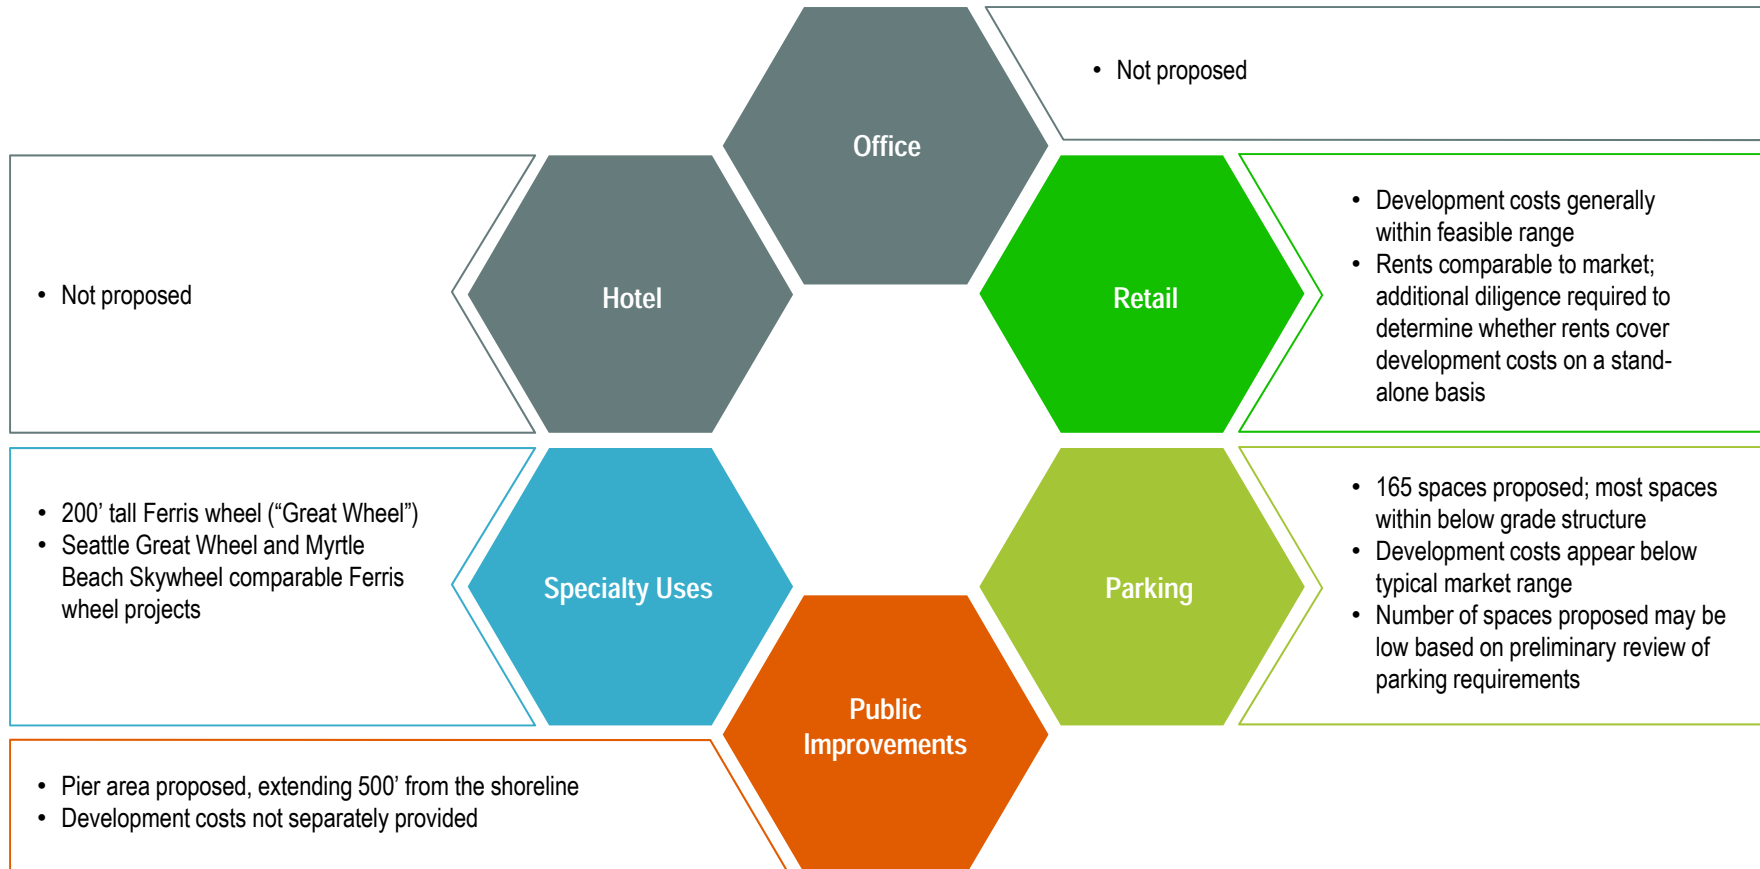 Office
• Not proposed
Hotel
• Not proposed
Retail
• Development costs generally
within feasible range
• Rents comparable to market;
additional diligence required to
determine whether rents cover
development costs on a stand-
alone basis
Specialty Uses
• 200’ tall Ferris wheel (“Great Wheel”)
• Seattle Great Wheel and Myrtle
Beach Skywheel comparable Ferris
wheel projects
Parking
• 165 spaces proposed; most spaces
within below grade structure
• Development costs appear below
typical market range
• Number of spaces proposed may be
low based on preliminary review of
parking requirements
Public
Improvements
• Pier area proposed, extending 500’ from the shoreline
• Development costs not separately provided